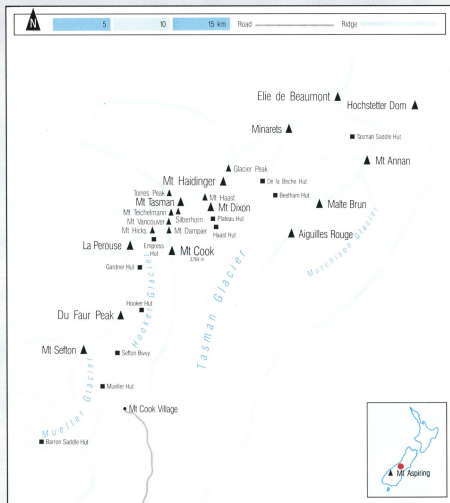 N
5
10
15 km
Road
Ridge
Elie de Beaumont
Hochstetter Dom
Minarets
Tasman Saddle Hut
Mt Annan
Glacier Peak
Mt Haidinger
De la Beche Hut
Torres Peak
Mt Haast
Beetham Hut
Mt Tasman
Mt Dixon
Malte Brun
Mt Teichelmann
Silberhorn
Plateau Hut
Mt Vancouver
Haast Hut
Mt Hicks
Mt Dampier
Aiguilles Rouge
Murchison Glacier
La Perouse
Empress
Hut
Mt Cook
3,764 m
Gardner Hut
Hooker Glacier
Tasman Glacier
Hooker Hut
Du Faur Peak
Mt Sefton
Sefton Bivvy
Mueller Glacier
Mueller Hut
Mt Cook Village
Barron Saddle Hut
Mt Aspiring